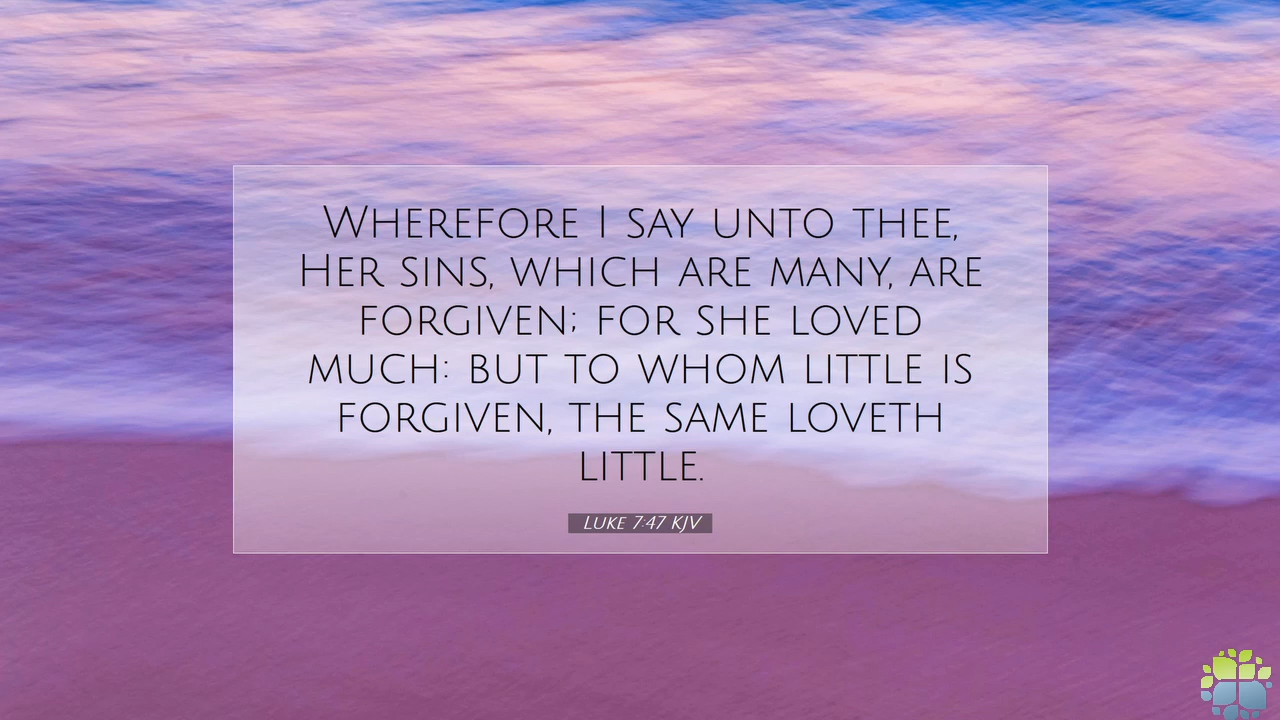 Wherefore I say unto thee,
Her sins, which are many, are
forgiven; for she loved
much: but to whom little is
forgiven, the same loveth
little.
Luke 7:47 KJV